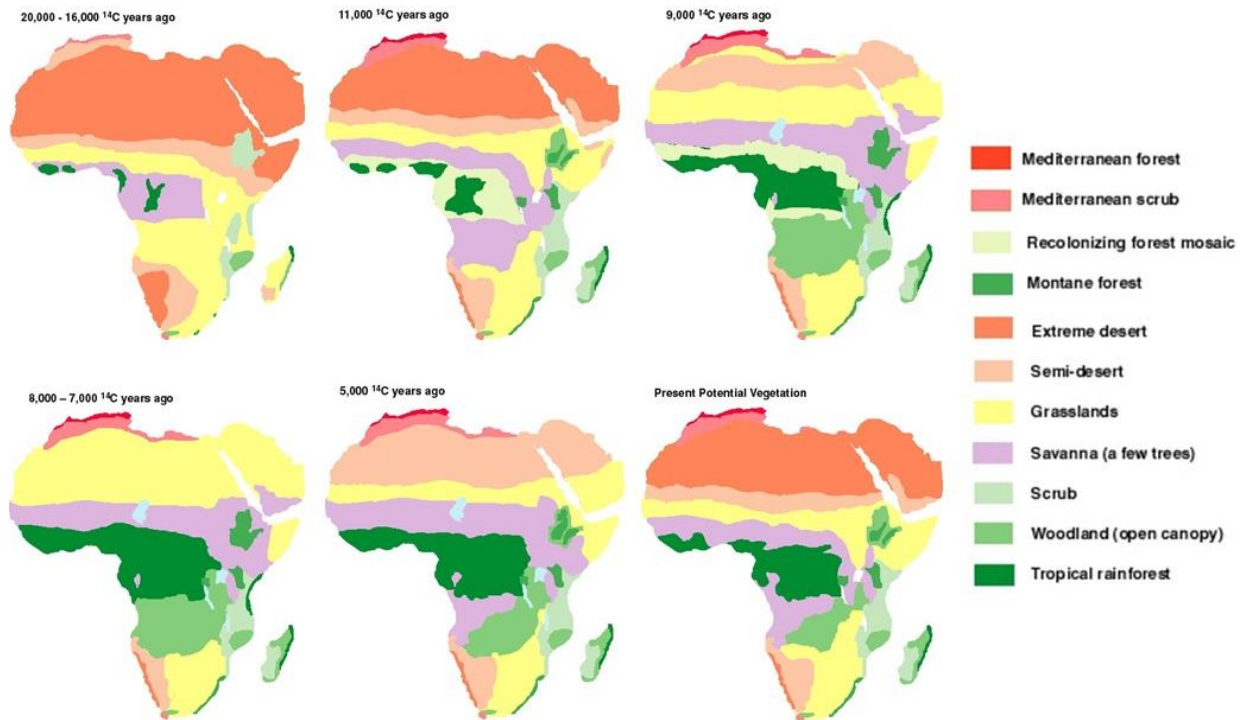 20,000 - 16,000 ¹⁴C years ago
11,000 ¹⁴C years ago
9,000 ¹⁴C years ago
Mediterranean forest
Mediterranean scrub
Recolonizing forest mosaic
Montane forest
Extreme desert
Semi-desert
Grasslands
Savanna (a few trees)
Scrub
Woodland (open canopy)
Tropical rainforest
8,000 – 7,000 ¹⁴C years ago
5,000 ¹⁴C years ago
Present Potential Vegetation